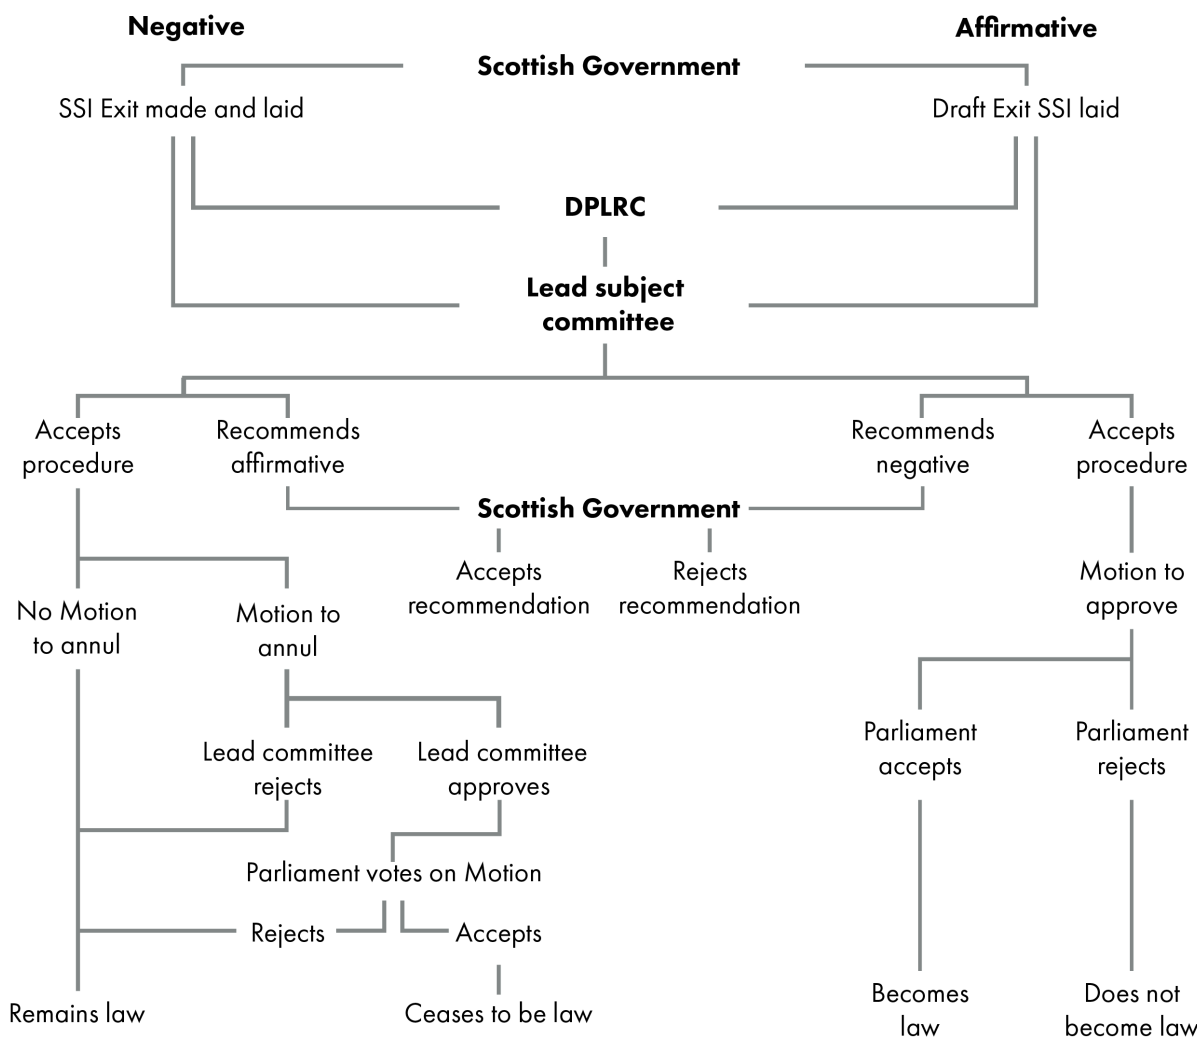 Negative
Affirmative
Scottish Government
SSI Exit made and laid
Draft Exit SSI laid
DPLRC
Lead subject
committee
Accepts
procedure
Recommends
affirmative
Recommends
negative
Accepts
procedure
Scottish Government
Accepts
recommendation
Rejects
recommendation
Motion to
approve
No Motion
to annul
Motion to
annul
Lead committee
rejects
Lead committee
approves
Parliament
accepts
Parliament
rejects
Parliament votes on Motion
Rejects
Accepts
Remains law
Ceases to be law
Becomes
law
Does not
become law